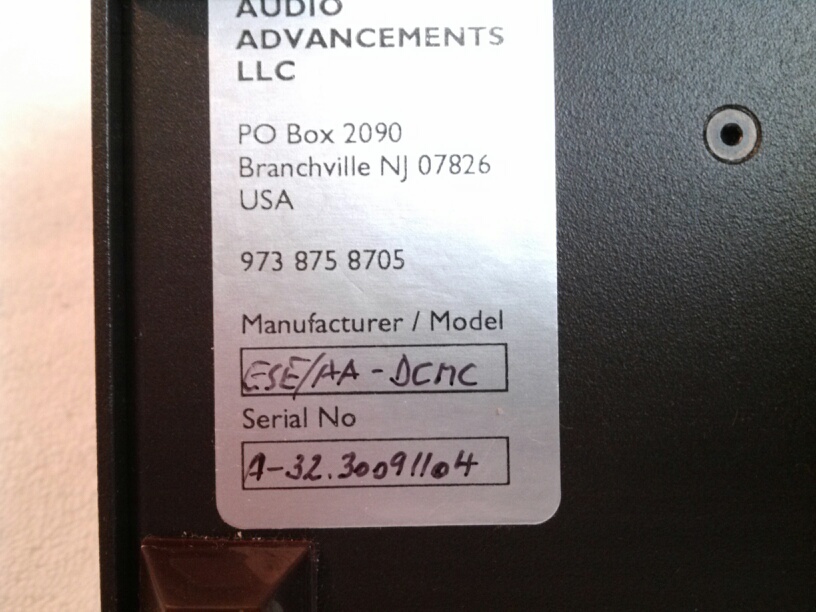 AUDIO
ADVANCEMENTS
LLC
PO Box 2090
Branchville NJ 07826
USA
973 875 8705
Manufacturer / Model
ESE/AA - DCMC
Serial No
A-32.30091104